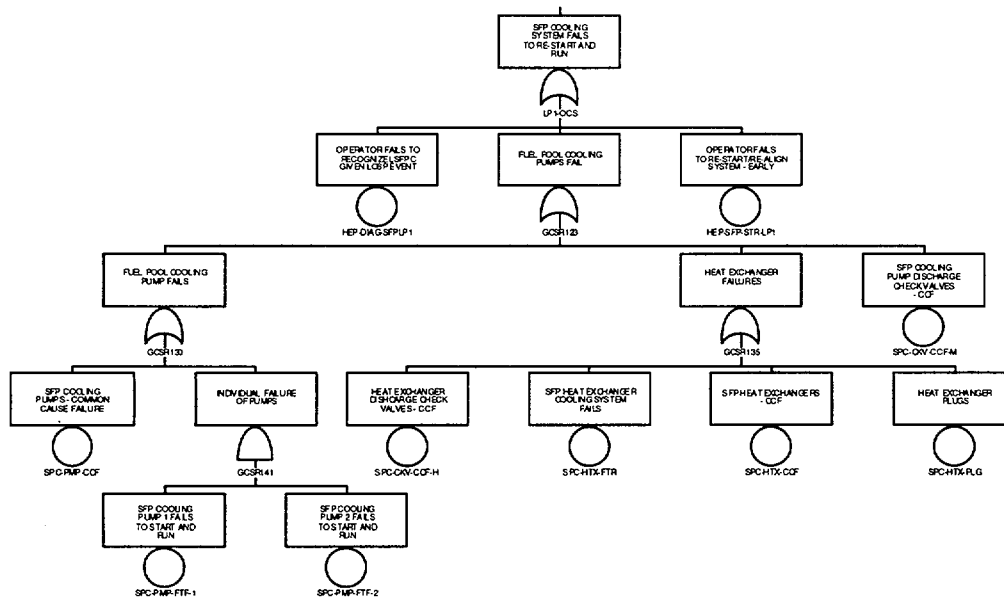 SFP COOLING
SYSTEM FAILS
TO RE-START AND
RUN
LP1-OCS
OPERATOR FAILS TO
RECOGNIZE LSFPC
GIVEN LOSP EVENT
HEP-DIAG-SFPLP1
FUEL POOL COOLING
PUMPS FAIL
GCSR123
OPERATOR FAILS
TO RE-START/RE-ALIGN
SYSTEM - EARLY
HEP-SFP-STR-LP1
FUEL POOL COOLING
PUMP FAILS
GCSR133
HEAT EXCHANGER
FAILURES
GCSR135
SFP COOLING
PUMP DISCHARGE
CHECK VALVES
- CCF
SPC-CKV-CCF-M
SFP COOLING
PUMPS - COMMON
CAUSE FAILURE
SPC-PMP-CCF
INDIVIDUAL FAILURE
OF PUMPS
GCSR141
HEAT EXCHANGER
DISCHARGE CHECK
VALVES - CCF
SPC-CKV-CCF-H
SFP HEAT EXCHANGER
COOLING SYSTEM
FAILS
SPC-HTX-FTR
SFP HEAT EXCHANGERS
- CCF
SPC-HTX-CCF
HEAT EXCHANGER
PLUGS
SPC-HTX-PLG
SFP COOLING
PUMP 1 FAILS
TO START AND
RUN
SPC-PMP-FTF-1
SFP COOLING
PUMP 2 FAILS
TO START AND
RUN
SPC-PMP-FTF-2